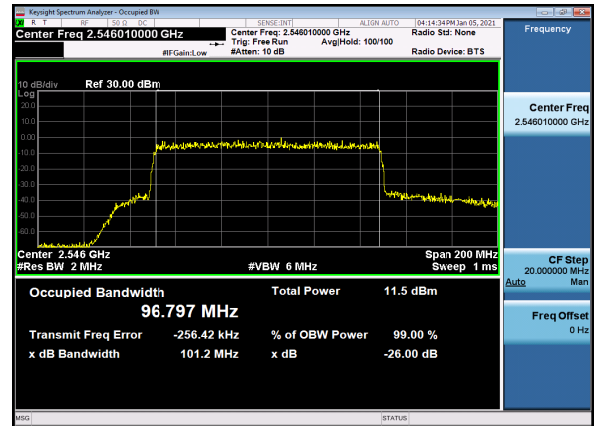 Keysight Spectrum Analyzer - Occupied BW
R T RF 50 Ω DC SENSE:INT ALIGN AUTO 04:14:34 PM Jan 05, 2021
Center Freq 2.546010000 GHz Center Freq: 2.546010000 GHz Radio Std: None Frequency
Trig: Free Run Avg|Hold: 100/100
#IFGain:Low #Atten: 10 dB Radio Device: BTS
10 dB/div Ref 30.00 dBm
Log
20.0
10.0
0.00
-10.0
-20.0
-30.0
-40.0
-50.0
-60.0
Center Freq
2.546010000 GHz
Center 2.546 GHz Span 200 MHz
#Res BW 2 MHz #VBW 6 MHz Sweep 1 ms
CF Step
20.000000 MHz
Auto Man
Occupied Bandwidth Total Power 11.5 dBm
96.797 MHz
Transmit Freq Error -256.42 kHz % of OBW Power 99.00 %
x dB Bandwidth 101.2 MHz x dB -26.00 dB
Freq Offset
0 Hz
MSG STATUS